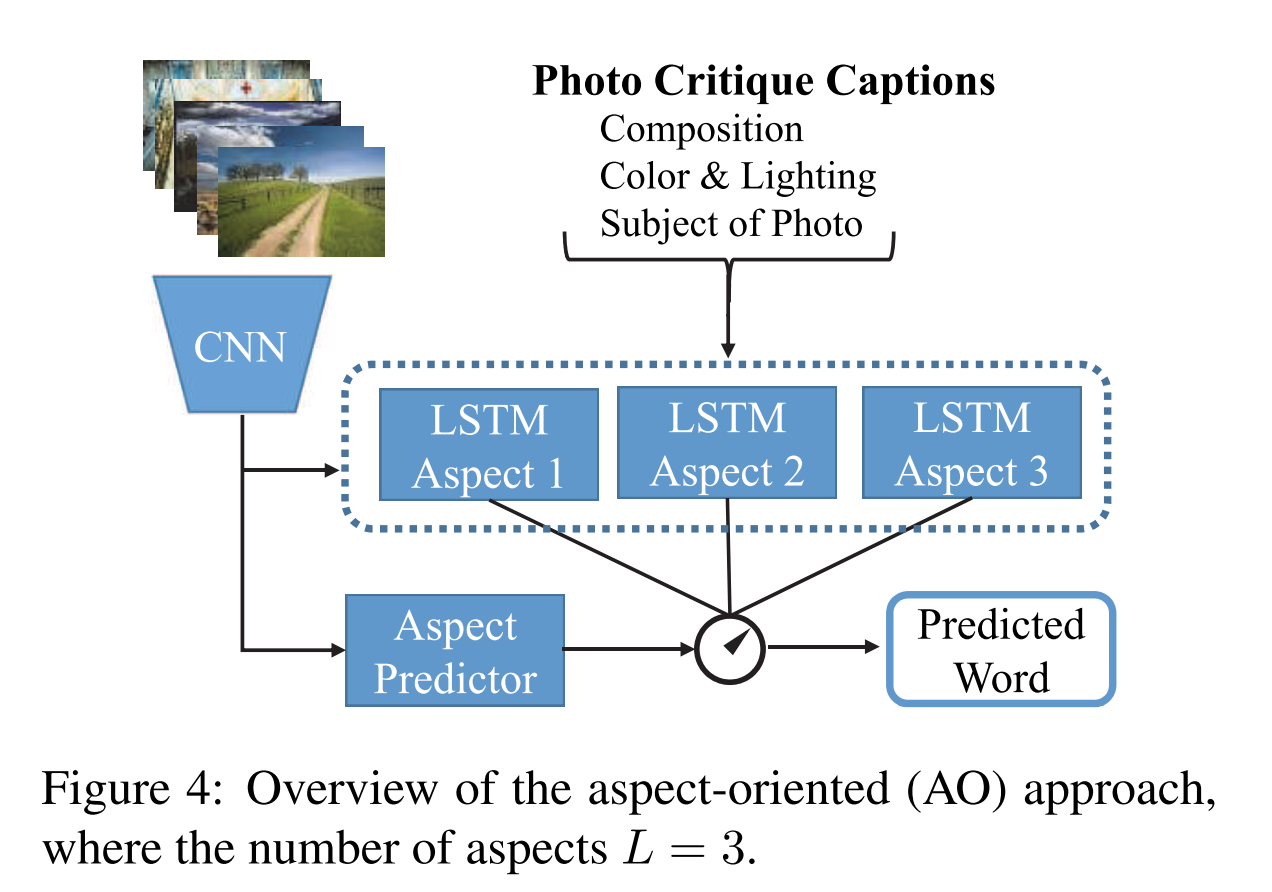 Photo Critique Captions
Composition
Color & Lighting
Subject of Photo
CNN
LSTM
Aspect 1
LSTM
Aspect 2
LSTM
Aspect 3
Aspect
Predictor
Predicted
Word
Figure 4: Overview of the aspect-oriented (AO) approach,
where the number of aspects L = 3.